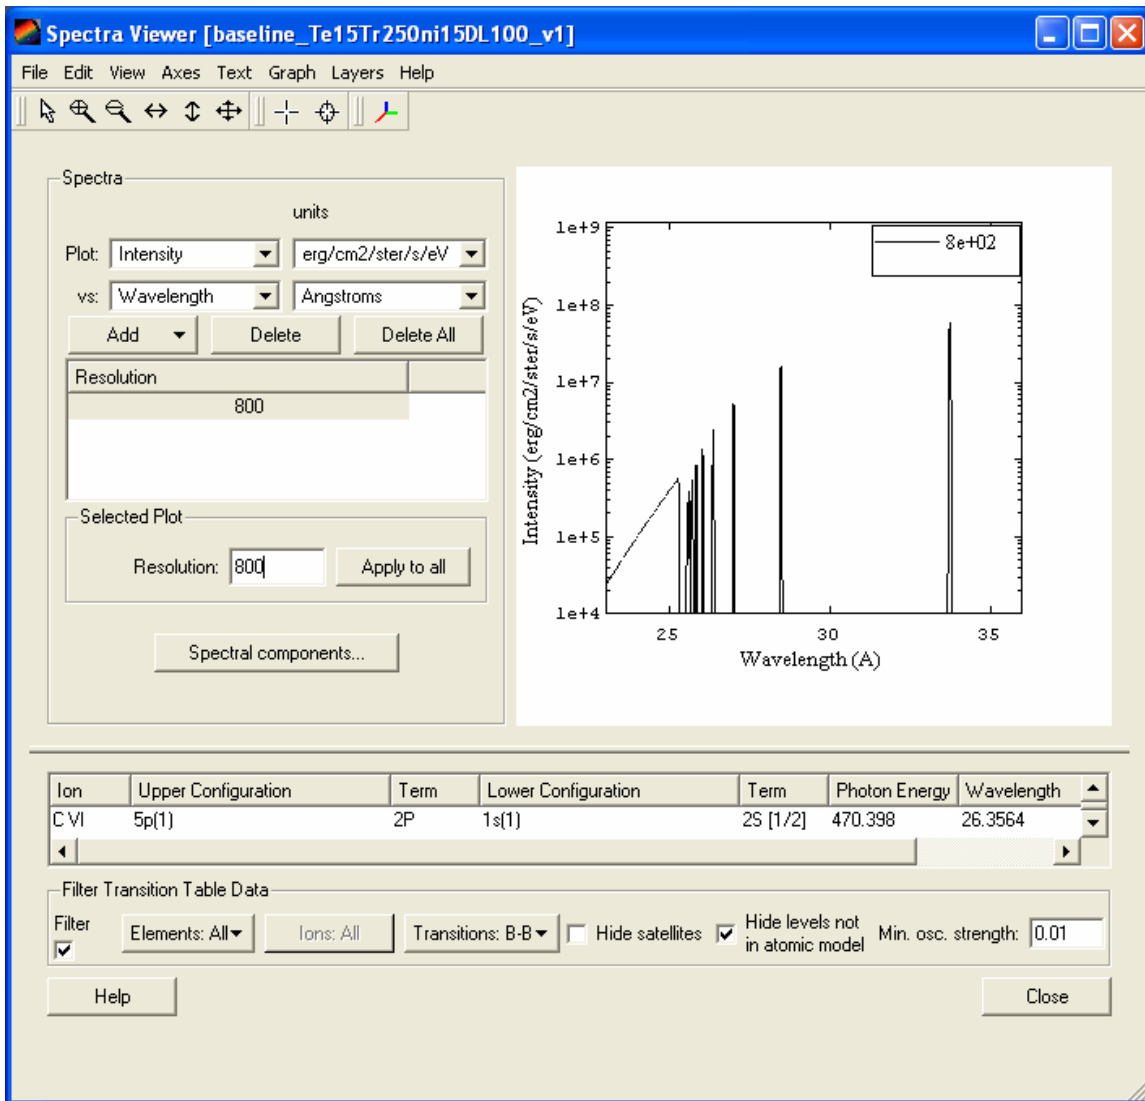 Spectra Viewer [baseline_Te15Tr250ni15DL100_v1]
File Edit View Axes Text Graph Layers Help
Spectra
units
Plot: Intensity erg/cm2/ster/s/eV
vs: Wavelength Angstroms
Add Delete Delete All
Resolution
800
Selected Plot
Resolution: 800 Apply to all
Spectral components...
8e+02
1e+9
1e+8
1e+7
1e+6
1e+5
1e+4
Intensity (erg/cm2/ster/s/eV)
25 30 35
Wavelength (A)
Ion Upper Configuration Term Lower Configuration Term Photon Energy Wavelength
C VI 5p(1) 2P 1s(1) 2S [1/2] 470.398 26.3564
Filter Transition Table Data
Filter Elements: All Ions: All Transitions: B-B Hide satellites Hide levels not in atomic model Min. osc. strength: 0.01
Help Close